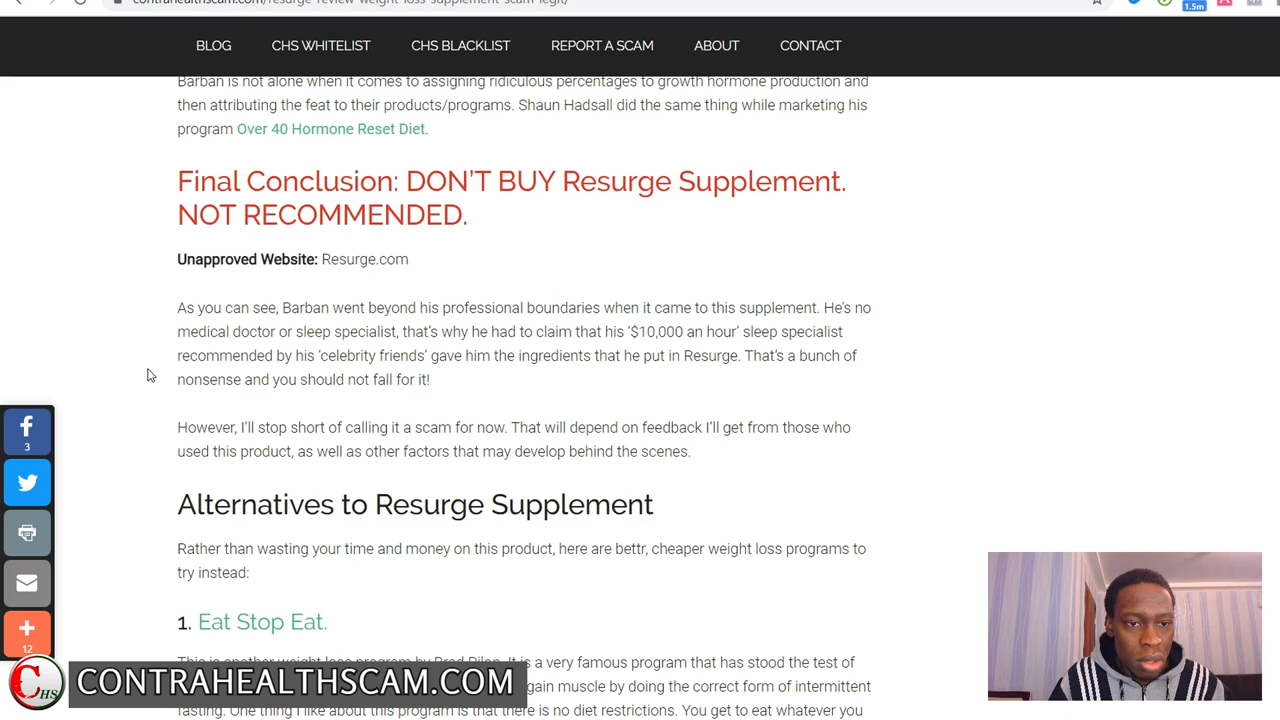 contrahealthscam.com/resurge-review-weight-loss-supplement-scam-legit/
1.5m
BLOG CHS WHITELIST CHS BLACKLIST REPORT A SCAM ABOUT CONTACT
Barban is not alone when it comes to assigning ridiculous percentages to growth hormone production and
then attributing the feat to their products/programs. Shaun Hadsall did the same thing while marketing his
program Over 40 Hormone Reset Diet.
Final Conclusion: DON’T BUY Resurge Supplement.
NOT RECOMMENDED.
Unapproved Website: Resurge.com
As you can see, Barban went beyond his professional boundaries when it came to this supplement. He’s no
medical doctor or sleep specialist, that’s why he had to claim that his ‘$10,000 an hour’ sleep specialist
recommended by his ‘celebrity friends’ gave him the ingredients that he put in Resurge. That’s a bunch of
nonsense and you should not fall for it!
However, I’ll stop short of calling it a scam for now. That will depend on feedback I’ll get from those who
used this product, as well as other factors that may develop behind the scenes.
Alternatives to Resurge Supplement
Rather than wasting your time and money on this product, here are bettr, cheaper weight loss programs to
try instead:
1. Eat Stop Eat.
This is another weight loss program by Brad Pilon. It is a very famous program that has stood the test of
gain muscle by doing the correct form of intermittent
fasting. One thing I like about this program is that there is no diet restrictions. You get to eat whatever you
3
12
CHS
CONTRAHEALTHSCAM.COM